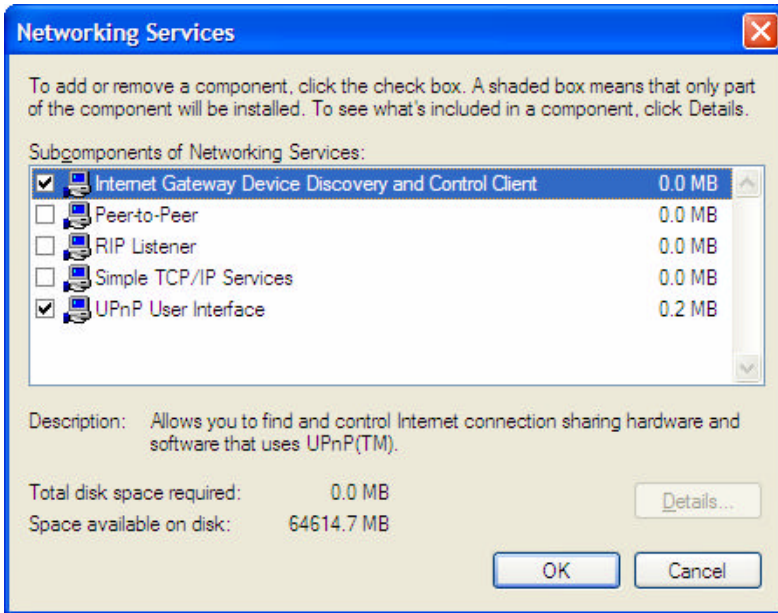 Networking Services
To add or remove a component, click the check box. A shaded box means that only part
of the component will be installed. To see what's included in a component, click Details.
Subcomponents of Networking Services:
Internet Gateway Device Discovery and Control Client 0.0 MB
Peer-to-Peer 0.0 MB
RIP Listener 0.0 MB
Simple TCP/IP Services 0.0 MB
UPnP User Interface 0.2 MB
Description: Allows you to find and control Internet connection sharing hardware and
software that uses UPnP(TM).
Total disk space required: 0.0 MB
Space available on disk: 64614.7 MB
Details...
OK Cancel